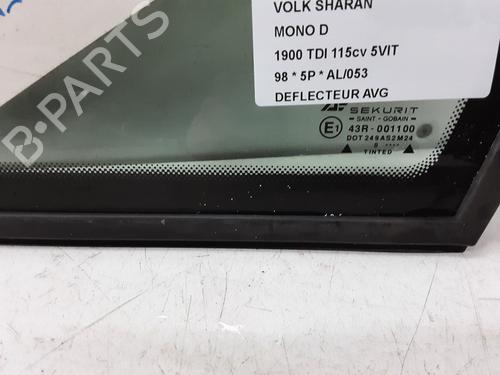 VOLK SHARAN
MONO D
1900 TDI 115cv 5VIT
98 * 5P * AL/053
DEFLECTEUR AVG
SEKURIT
SAINT - GOBAIN
E1 43R-001100
DOT249AS2M24
8 ....
TINTED
B-PARTS